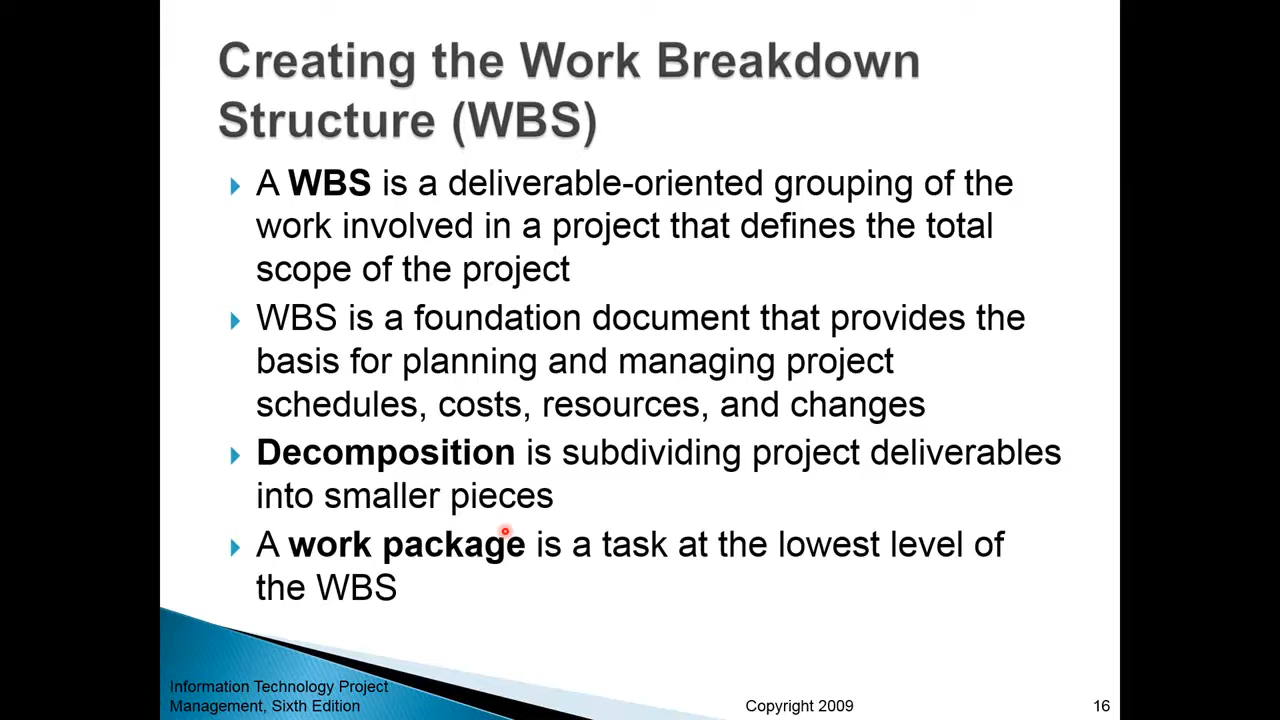 Creating the Work Breakdown
Structure (WBS)
A WBS is a deliverable-oriented grouping of the
work involved in a project that defines the total
scope of the project
WBS is a foundation document that provides the
basis for planning and managing project
schedules, costs, resources, and changes
Decomposition is subdividing project deliverables
into smaller pieces
A work package is a task at the lowest level of
the WBS
Information Technology Project
Management, Sixth Edition
Copyright 2009
16